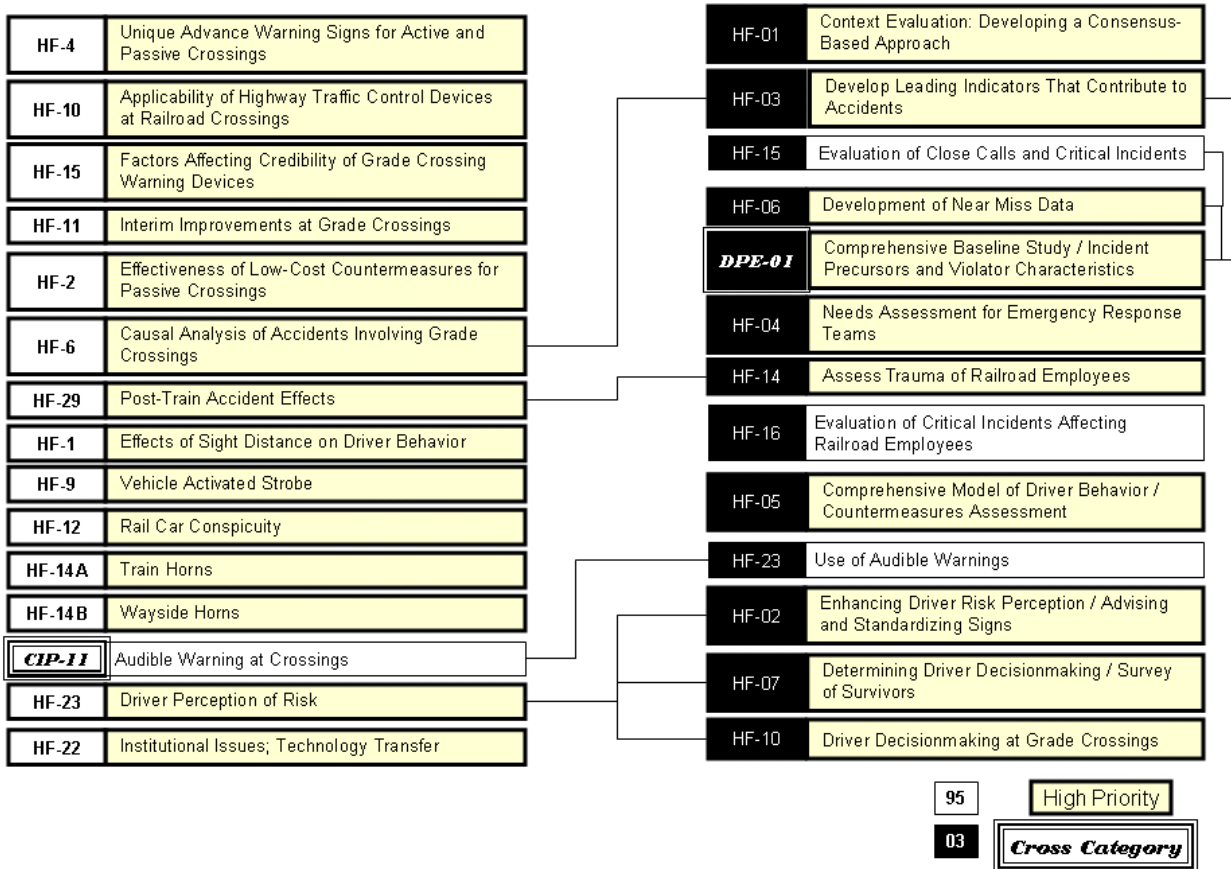 HF-4
Unique Advance Warning Signs for Active and
Passive Crossings
HF-10
Applicability of Highway Traffic Control Devices
at Railroad Crossings
HF-15
Factors Affecting Credibility of Grade Crossing
Warning Devices
HF-11
Interim Improvements at Grade Crossings
HF-2
Effectiveness of Low-Cost Countermeasures for
Passive Crossings
HF-6
Causal Analysis of Accidents Involving Grade
Crossings
HF-29
Post-Train Accident Effects
HF-1
Effects of Sight Distance on Driver Behavior
HF-9
Vehicle Activated Strobe
HF-12
Rail Car Conspicuity
HF-14A
Train Horns
HF-14B
Wayside Horns
CIP-11
Audible Warning at Crossings
HF-23
Driver Perception of Risk
HF-22
Institutional Issues; Technology Transfer
HF-01
Context Evaluation: Developing a Consensus-
Based Approach
HF-03
Develop Leading Indicators That Contribute to
Accidents
HF-15
Evaluation of Close Calls and Critical Incidents
HF-06
Development of Near Miss Data
DPE-01
Comprehensive Baseline Study / Incident
Precursors and Violator Characteristics
HF-04
Needs Assessment for Emergency Response
Teams
HF-14
Assess Trauma of Railroad Employees
HF-16
Evaluation of Critical Incidents Affecting
Railroad Employees
HF-05
Comprehensive Model of Driver Behavior /
Countermeasures Assessment
HF-23
Use of Audible Warnings
HF-02
Enhancing Driver Risk Perception / Advising
and Standardizing Signs
HF-07
Determining Driver Decisionmaking / Survey
of Survivors
HF-10
Driver Decisionmaking at Grade Crossings
95
High Priority
03
Cross Category